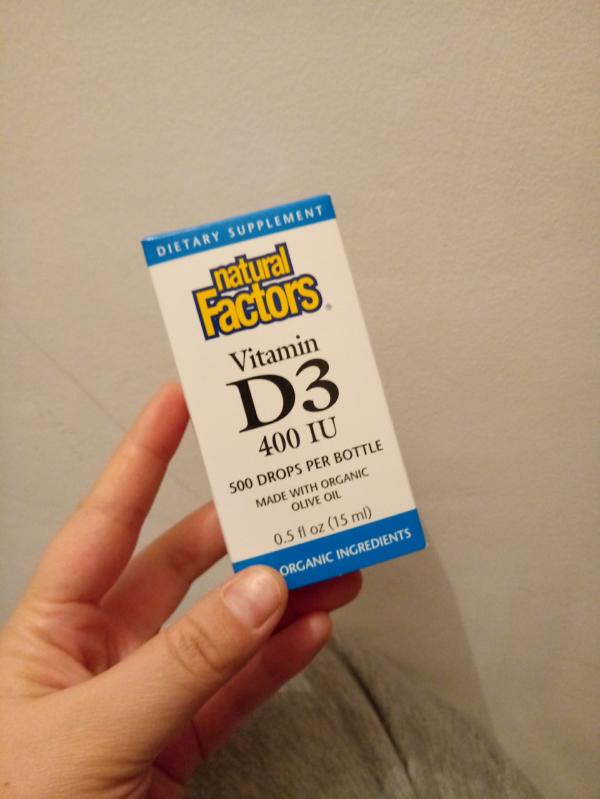 DIETARY SUPPLEMENT
natural
Factors®
Vitamin
D3
400 IU
500 DROPS PER BOTTLE
MADE WITH ORGANIC
OLIVE OIL
0.5 fl oz (15 ml)
ORGANIC INGREDIENTS